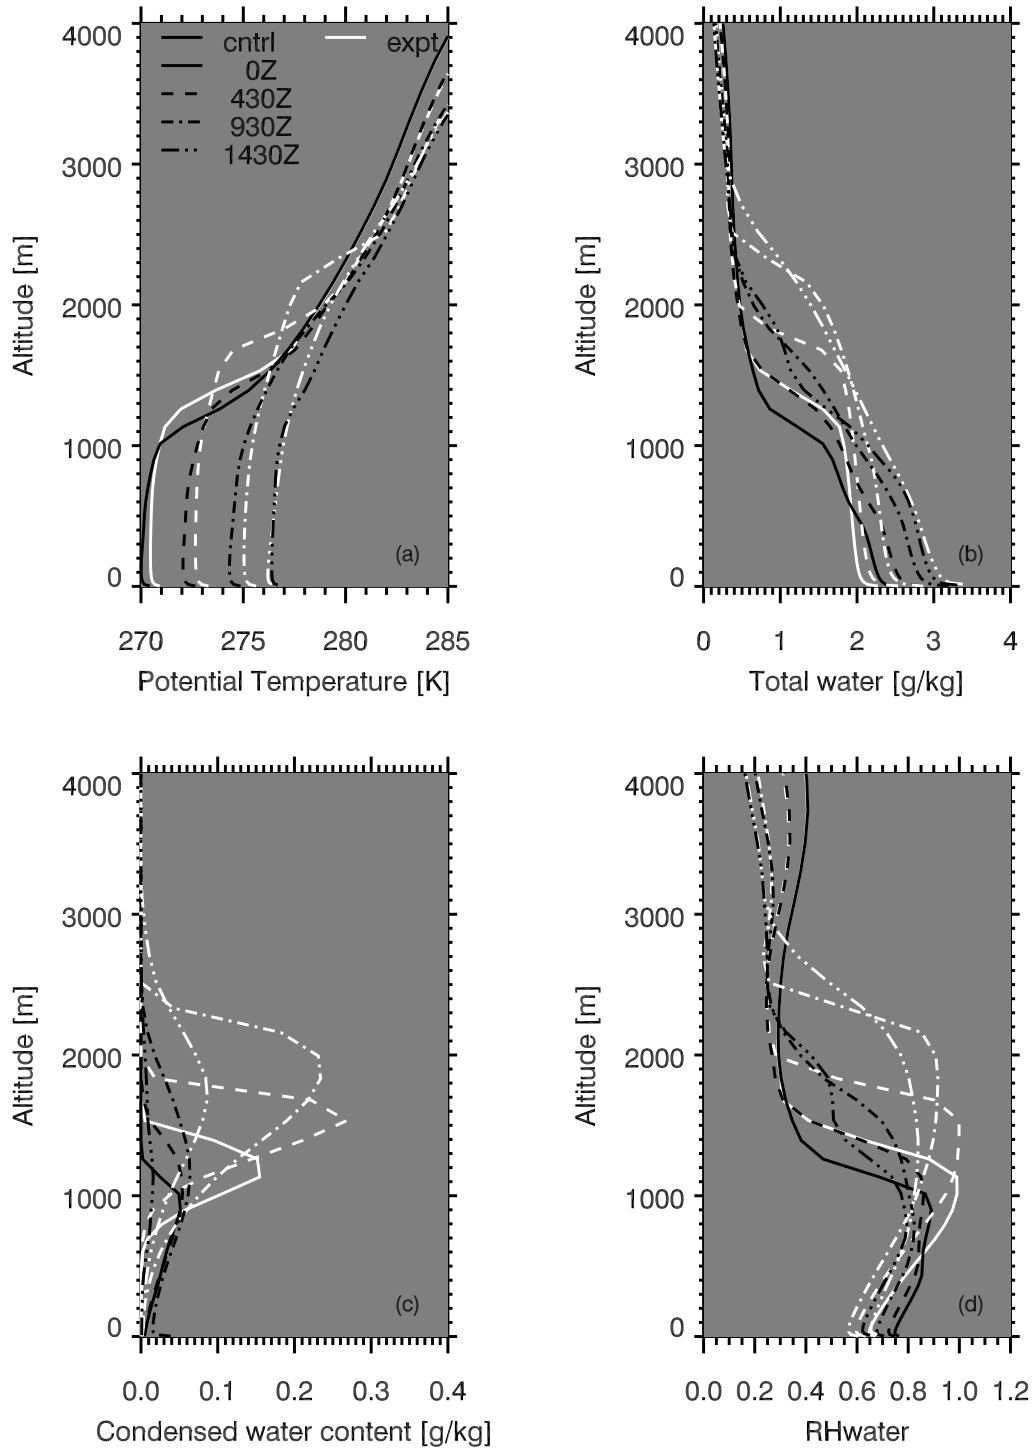 4000
3000
2000
1000
0
Altitude [m]
cntrl expt
0Z
430Z
930Z
1430Z
(a)
270 275 280 285
Potential Temperature [K]
4000
3000
2000
1000
0
Altitude [m]
(b)
0 1 2 3 4
Total water [g/kg]
4000
3000
2000
1000
0
Altitude [m]
(c)
0.0 0.1 0.2 0.3 0.4
Condensed water content [g/kg]
4000
3000
2000
1000
0
Altitude [m]
(d)
0.0 0.2 0.4 0.6 0.8 1.0 1.2
RHwater